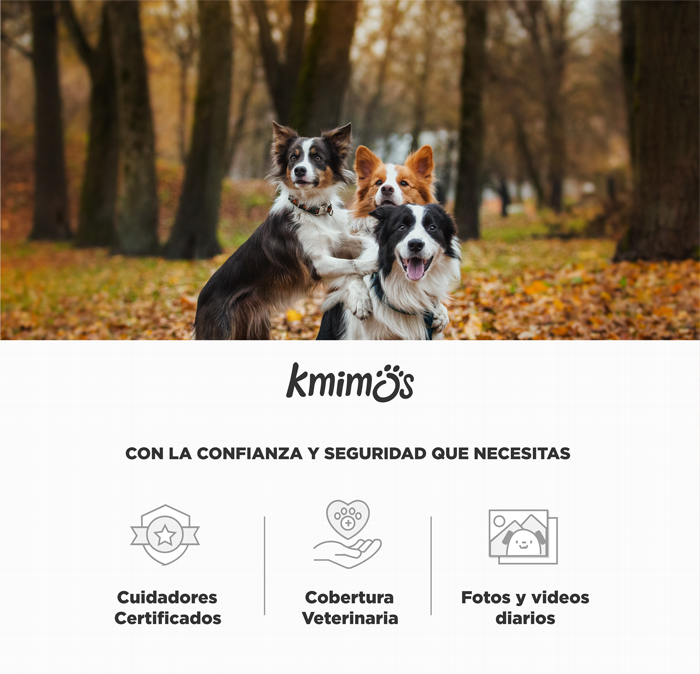 kmimos
CON LA CONFIANZA Y SEGURIDAD QUE NECESITAS
Cuidadores
Certificados
Cobertura
Veterinaria
Fotos y videos
diarios